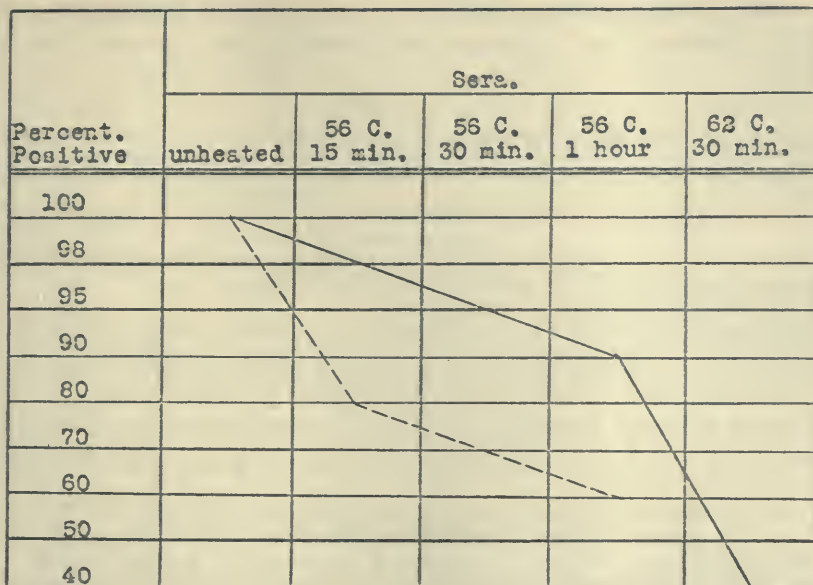 Sera.
Percent. Positive
unheated
56 C. 15 min.
56 C. 30 min.
56 C. 1 hour
62 C. 30 min.
100
98
95
90
80
70
60
50
40